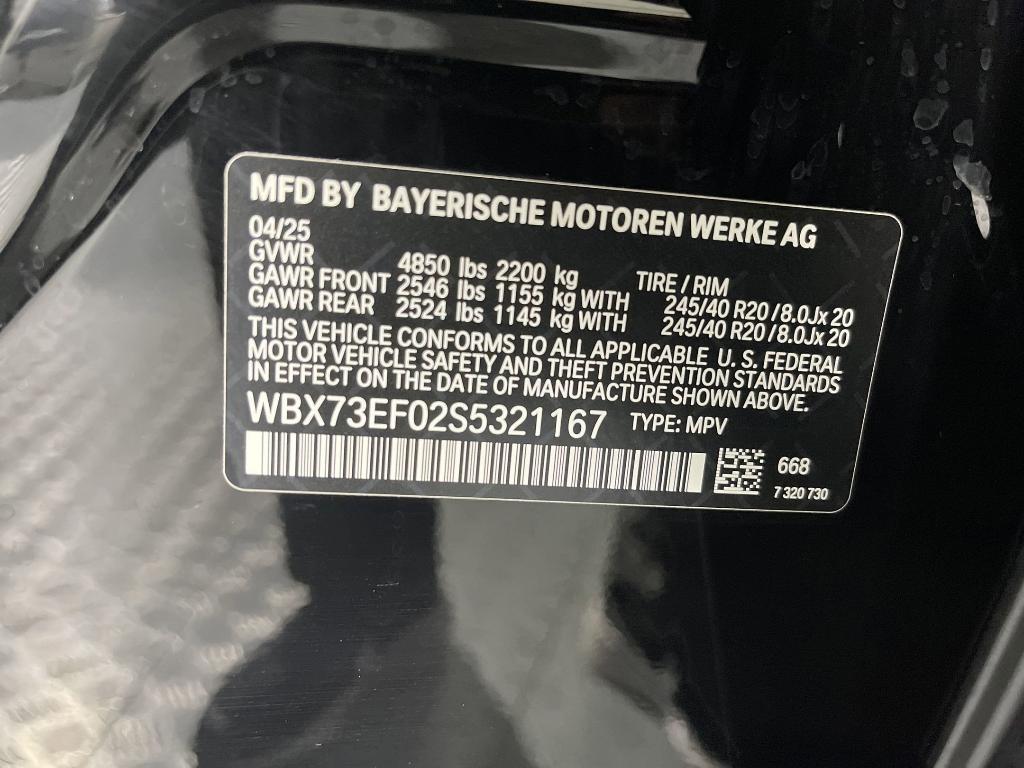 MFD BY BAYERISCHE MOTOREN WERKE AG
04/25
GVWR 4850 lbs 2200 kg TIRE / RIM
GAWR FRONT 2546 lbs 1155 kg WITH 245/40 R20 / 8.0Jx 20
GAWR REAR 2524 lbs 1145 kg WITH 245/40 R20 / 8.0Jx 20
THIS VEHICLE CONFORMS TO ALL APPLICABLE U. S. FEDERAL
MOTOR VEHICLE SAFETY AND THEFT PREVENTION STANDARDS
IN EFFECT ON THE DATE OF MANUFACTURE SHOWN ABOVE.
WBX73EF02S5321167 TYPE: MPV
668
7 320 730